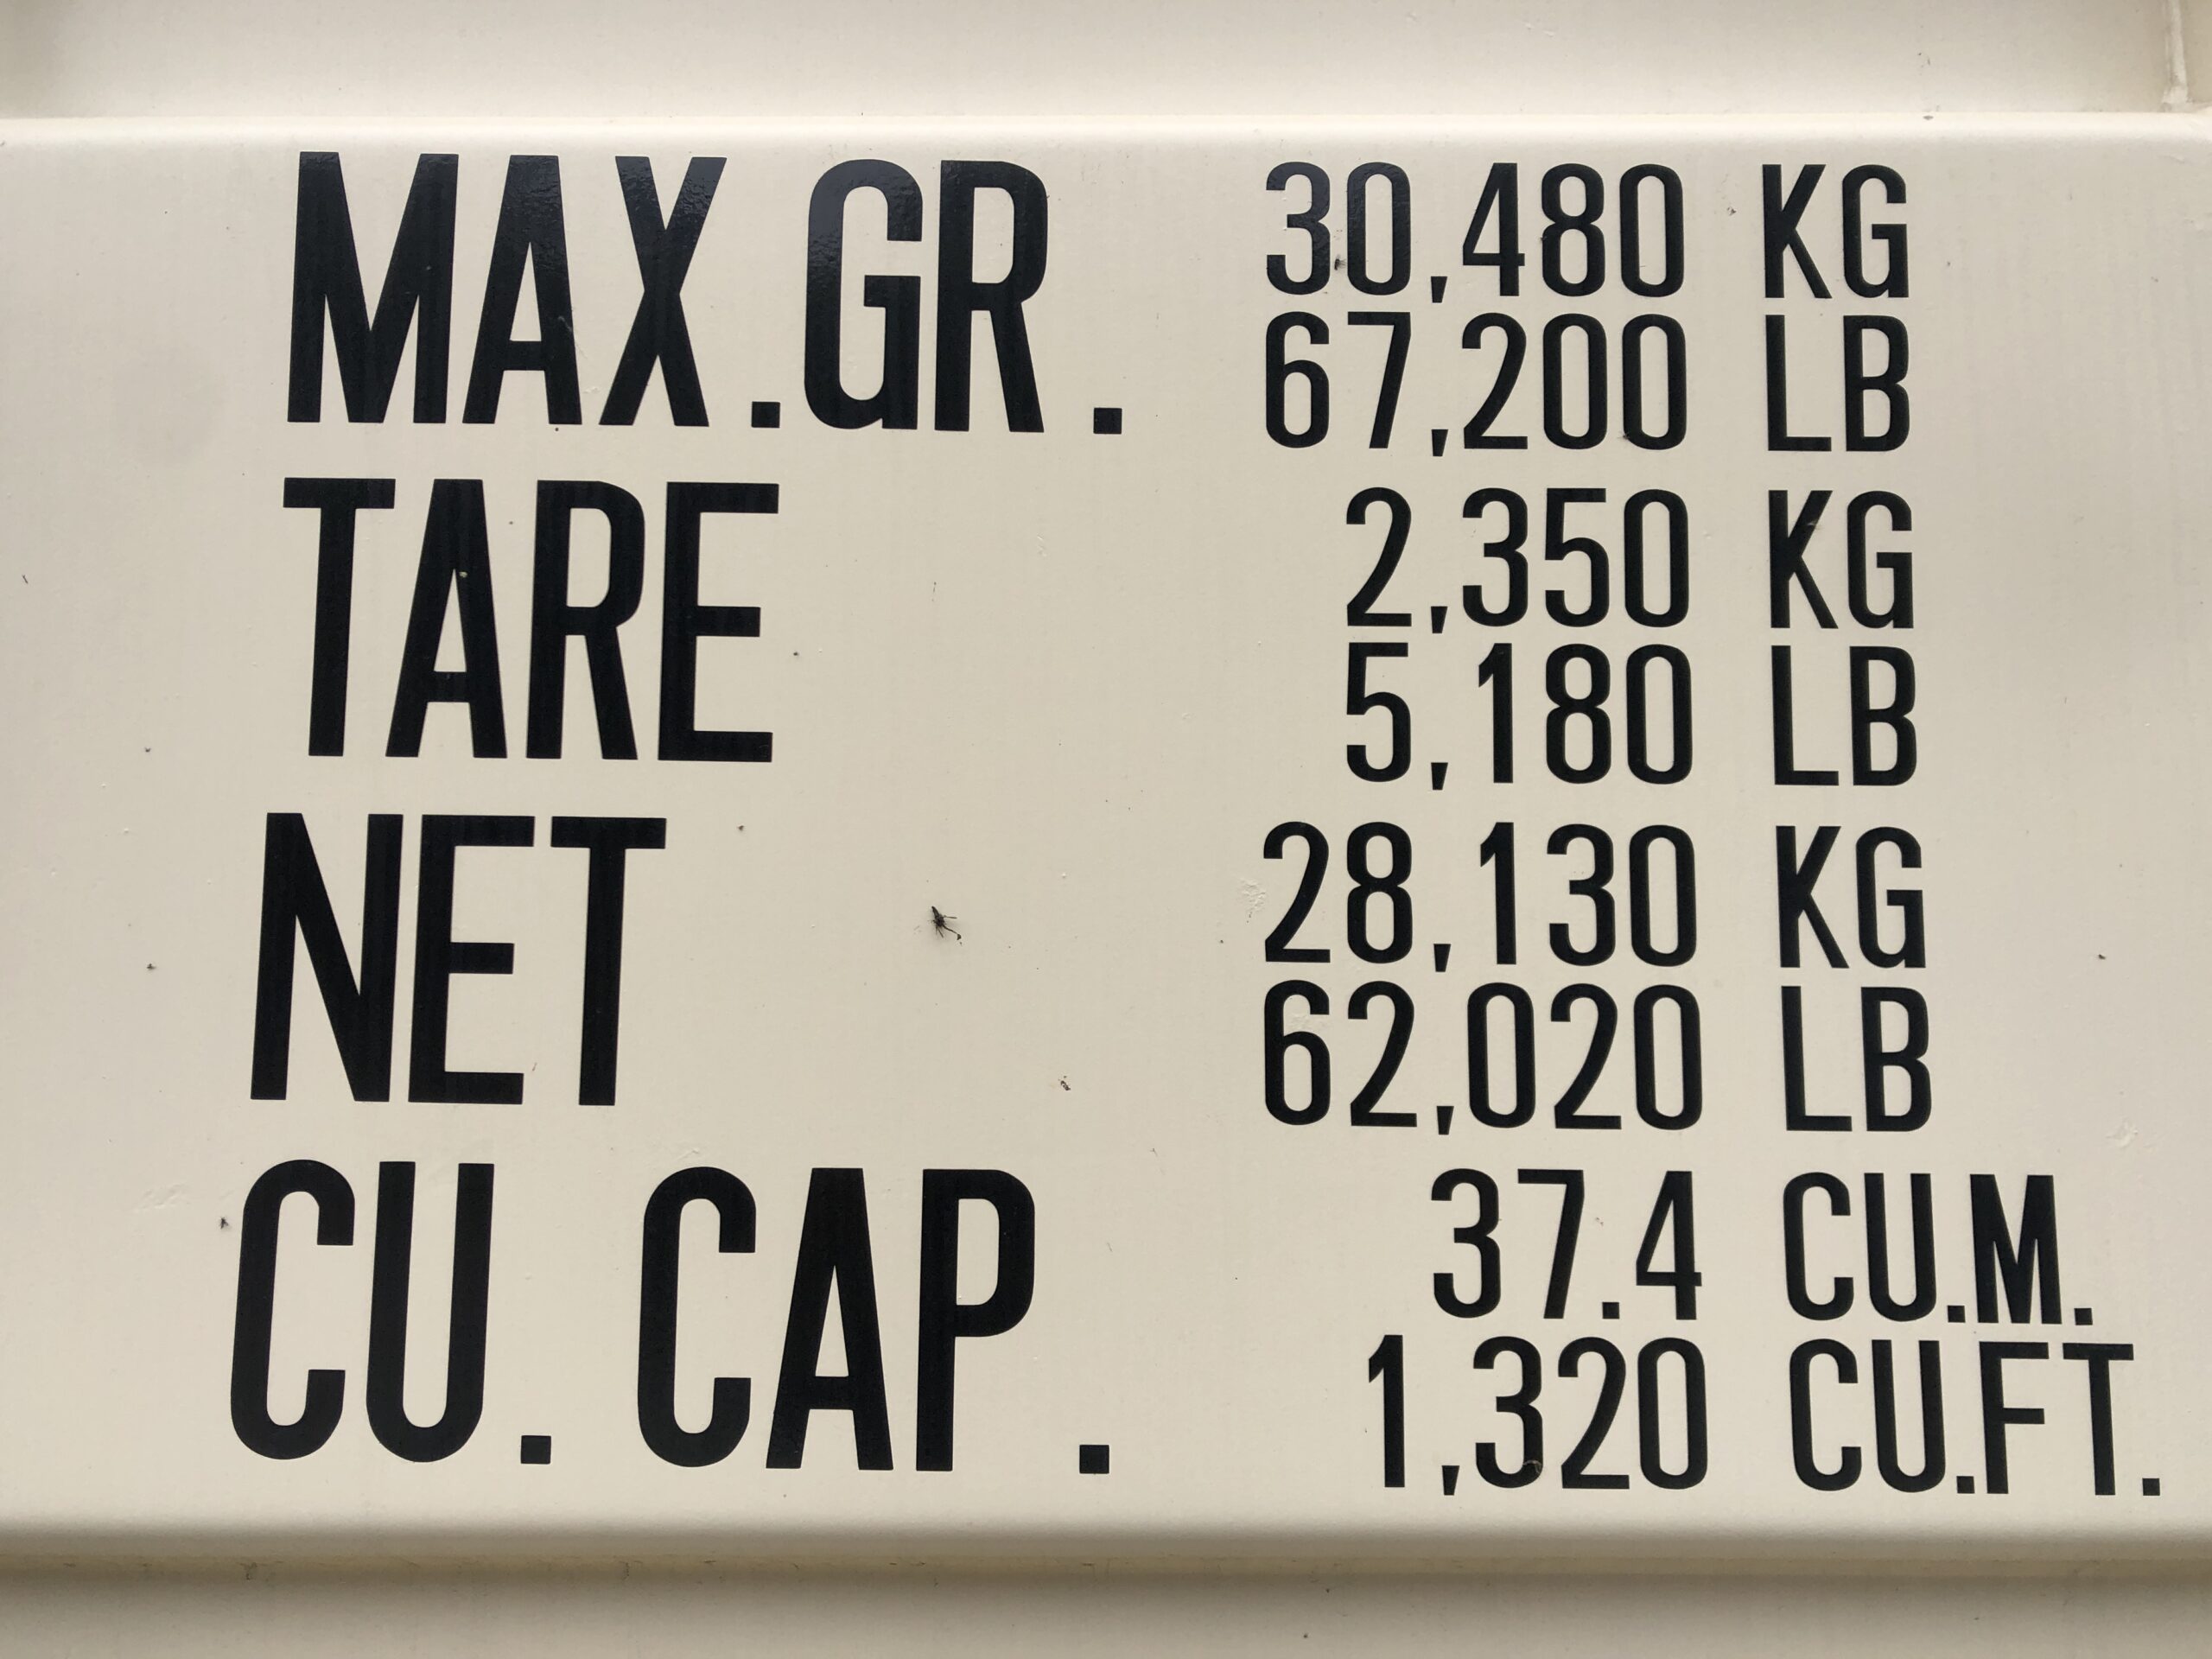 MAX.GR. 30,480 KG
67,200 LB
TARE 2,350 KG
5,180 LB
NET 28,130 KG
62,020 LB
CU. CAP. 37.4 CU.M.
1,320 CU.FT.